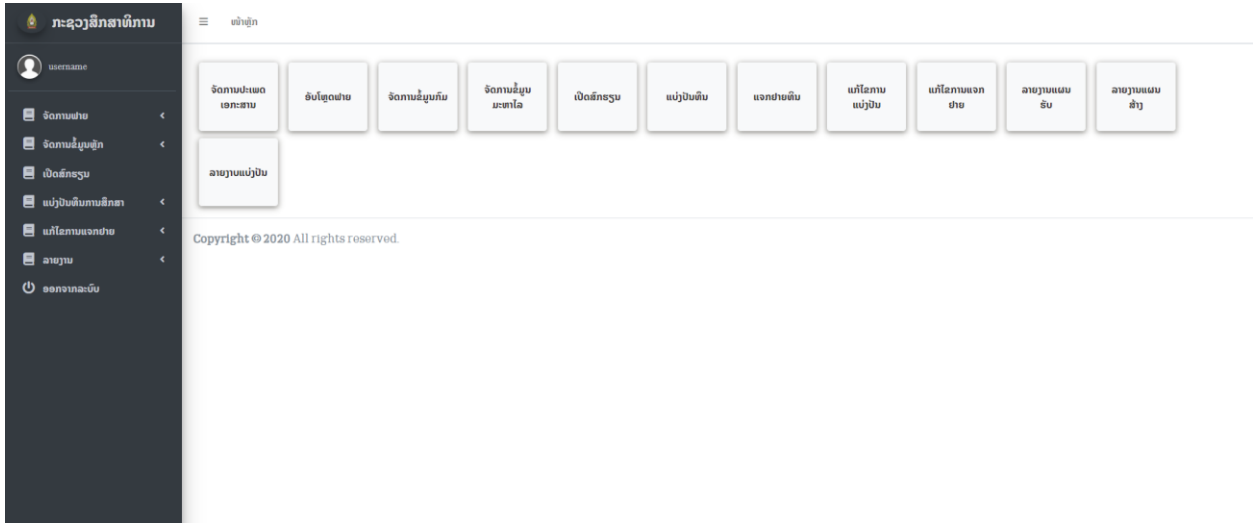 ກະຊວງສຶກສາທິການ
username
ຈັດການຟາຍ
ຈັດການຂໍ້ມູນຫຼັກ
ເປີດສົກຮຽນ
ແບ່ງປັນທຶນການສຶກສາ
ແກ້ໄຂການແຈກຢາຍ
ລາຍງານ
ອອກຈາກລະບົບ
ໜ້າຫຼັກ
ຈັດການປະເພດ
ເອກະສານ
ອັບໂຫຼດຟາຍ
ຈັດການຂໍ້ມູນກົມ
ຈັດການຂໍ້ມູນ
ມະຫາໄລ
ເປີດສົກຮຽນ
ແບ່ງປັນທຶນ
ແຈກຢາຍທຶນ
ແກ້ໄຂການ
ແບ່ງປັນ
ແກ້ໄຂການແຈກ
ຢາຍ
ລາຍງານແຜນ
ຮັບ
ລາຍງານແຜນ
ສ້າງ
ລາຍງານແບ່ງປັນ
Copyright © 2020 All rights reserved.